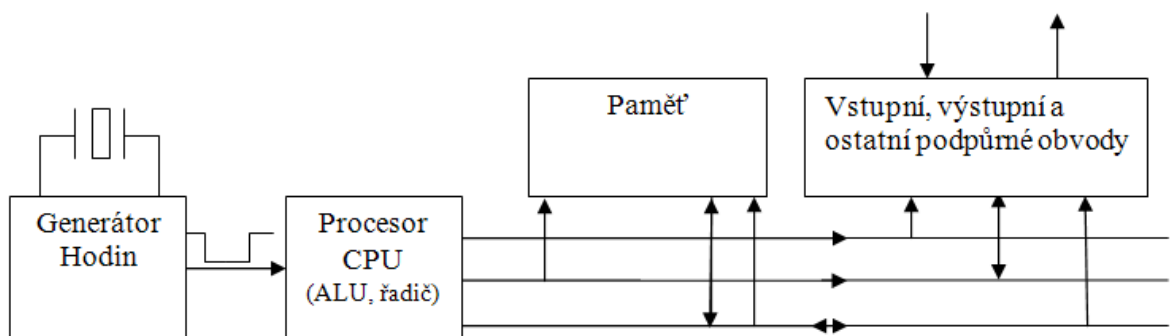 Generátor
Hodin
Procesor
CPU
(ALU, řadič)
Paměť
Vstupní, výstupní a
ostatní podpůrné obvody